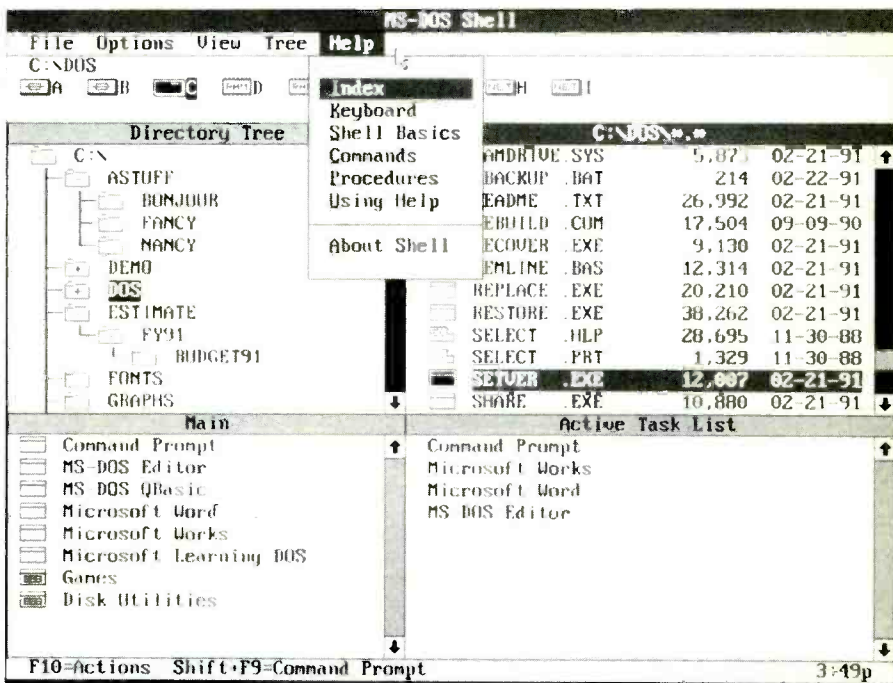 MS-DOS Shell
File Options View Tree Help
C:\DOS
A B C D H I
Index
Keyboard
Shell Basics
Commands
Procedures
Using Help
About Shell
Directory Tree
C:\
ASTUFF
BONJOUR
FANCY
NANCY
DEMO
DOS
ESTIMATE
FY91
BUDGET91
FONTS
GRAPHS
C:\DOS\*.*
AMDRIVE.SYS 5,873 02-21-91
BACKUP .BAT 214 02-22-91
EADME .TXT 26,992 02-21-91
EBUILD .COM 17,504 09-09-90
ECOVER .EXE 9,130 02-21-91
EMLINE .BAS 12,314 02-21-91
REPLACE .EXE 20,210 02-21-91
RESTORE .EXE 38,262 02-21-91
SELECT .HLP 28,695 11-30-88
SELECT .PRT 1,329 11-30-88
SETVER .EXE 12,007 02-21-91
SHARE .EXE 10,880 02-21-91
Main
Command Prompt
MS-DOS Editor
MS-DOS QBasic
Microsoft Word
Microsoft Works
Microsoft Learning DOS
Games
Disk Utilities
Active Task List
Command Prompt
Microsoft Works
Microsoft Word
MS-DOS Editor
F10=Actions Shift+F9=Command Prompt 3:49p